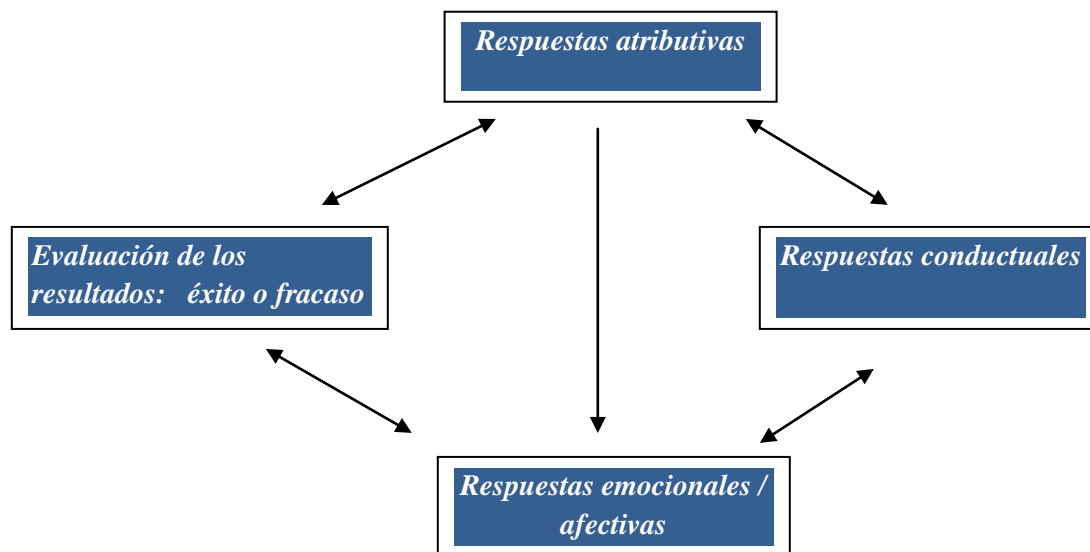 Respuestas atributivas
Evaluación de los
resultados: éxito o fracaso
Respuestas conductuales
Respuestas emocionales /
afectivas